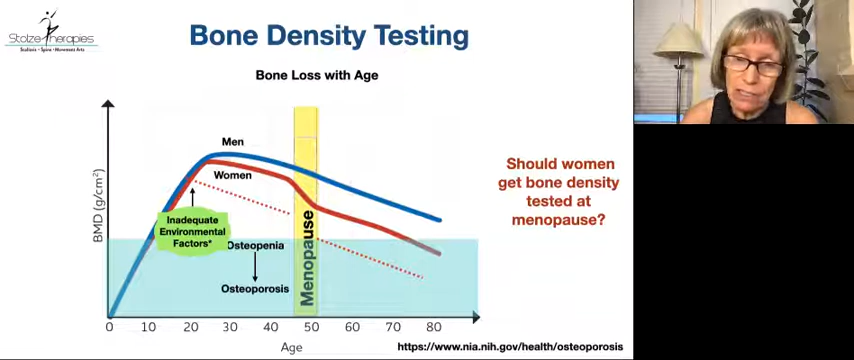 Stolze Therapies
Scoliosis • Spine • Movement Arts
Bone Density Testing
Bone Loss with Age
Men
Women
BMD (g/cm²)
Inadequate
Environmental
Factors*
Osteopenia
Osteoporosis
Menopause
0 10 20 30 40 50 60 70 80
Age
Should women
get bone density
tested at
menopause?
https://www.nia.nih.gov/health/osteoporosis